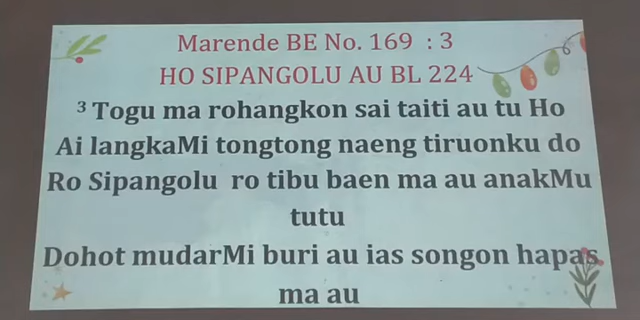 Marende BE No. 169 : 3
HO SIPANGOLU AU BL 224
³ Togu ma rohangkon sai taiti au tu Ho
Ai langkaMi tongtong naeng tiruonku do
Ro Sipangolu ro tibu baen ma au anakMu
tutu
Dohot mudarMi buri au ias songon hapas
ma au